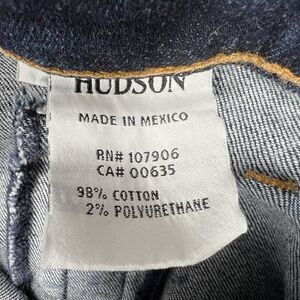 HUDSON
MADE IN MEXICO
RN# 107906
CA# 00635
98% COTTON
2% POLYURETHANE